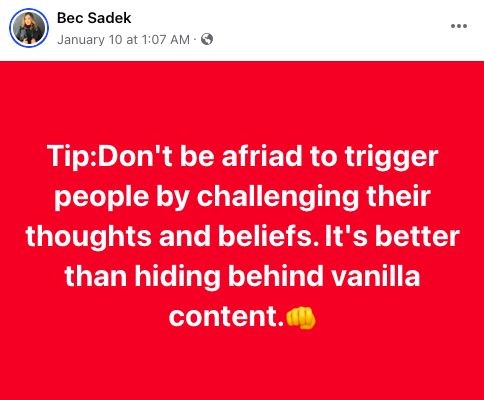 Bec Sadek
January 10 at 1:07 AM ·
Tip:Don't be afriad to trigger
people by challenging their
thoughts and beliefs. It's better
than hiding behind vanilla
content.👊